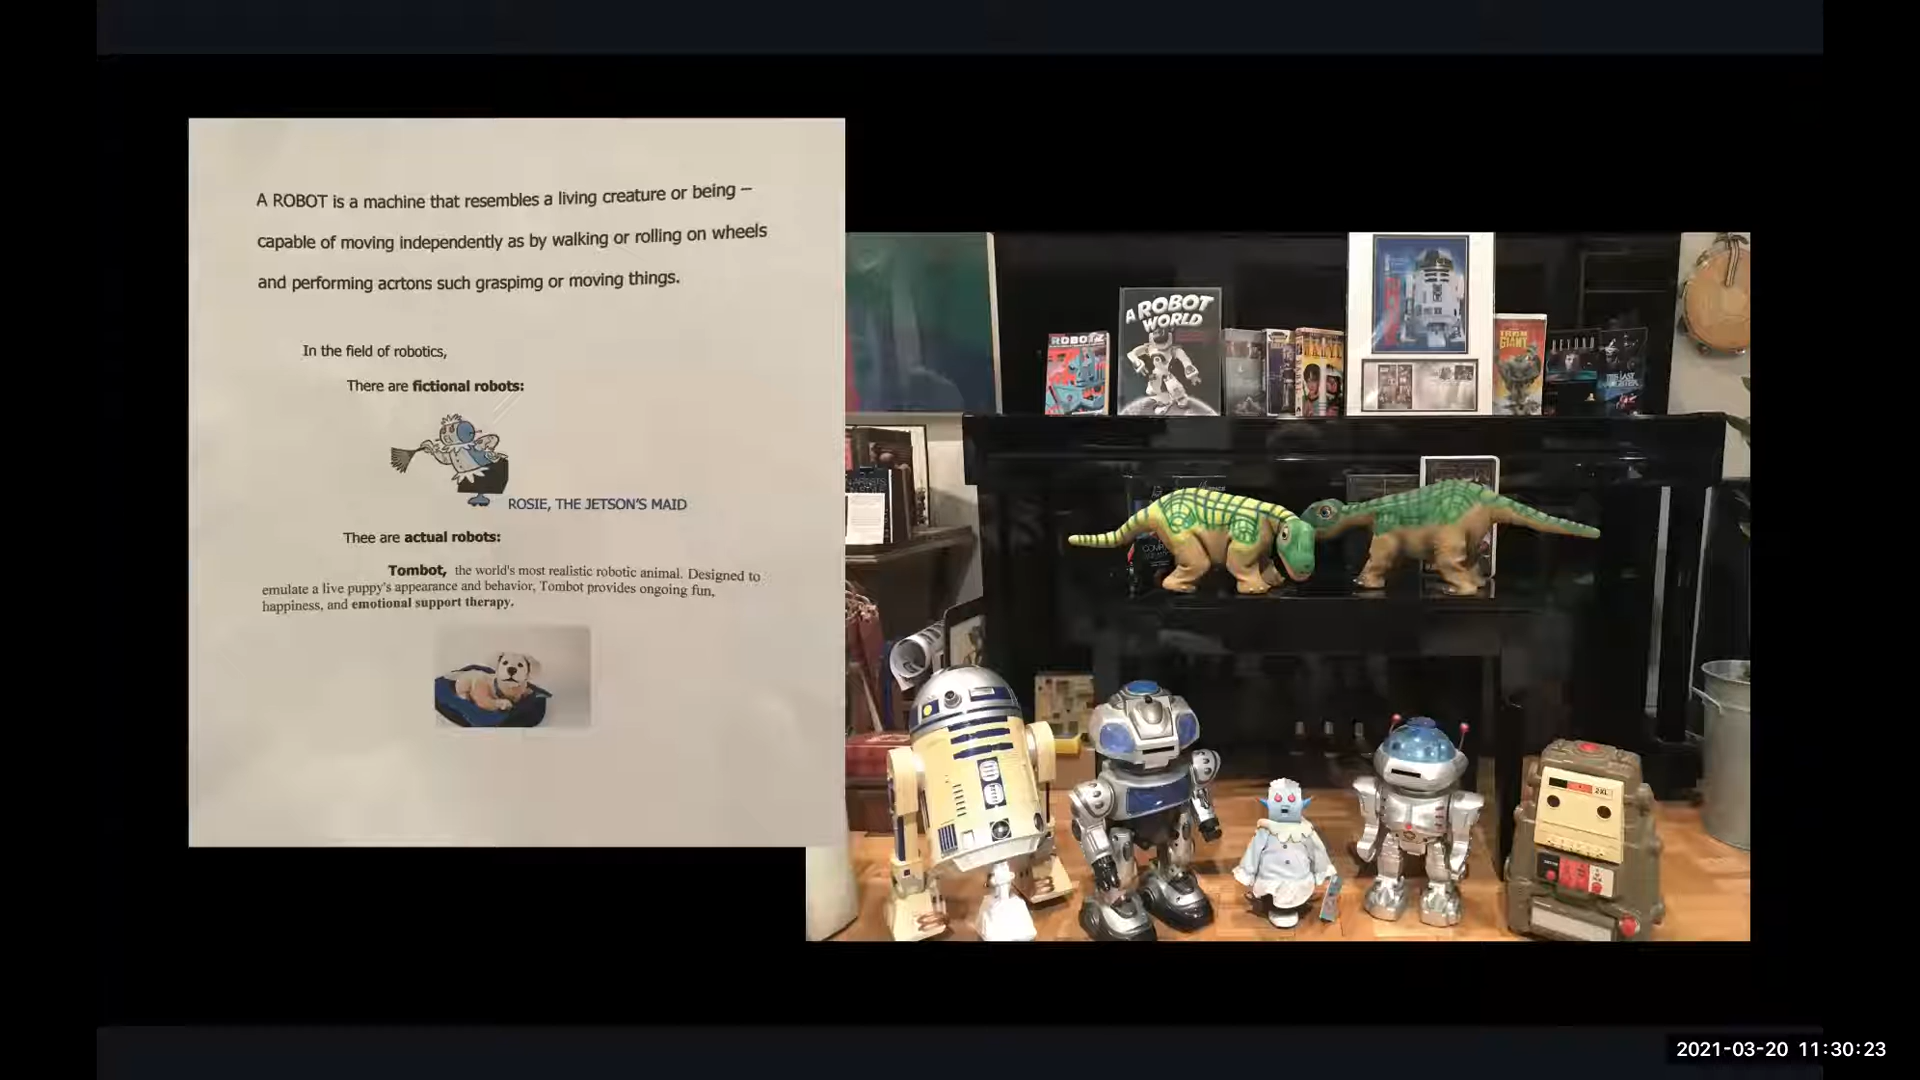 A ROBOT is a machine that resembles a living creature or being –
capable of moving independently as by walking or rolling on wheels
and performing acrtons such graspimg or moving things.
In the field of robotics,
There are fictional robots:
ROSIE, THE JETSON'S MAID
Thee are actual robots:
Tombot, the world's most realistic robotic animal. Designed to
emulate a live puppy's appearance and behavior, Tombot provides ongoing fun,
happiness, and emotional support therapy.
ROBOTZ
A ROBOT
WORLD
IRON
GIANT
BEYOND
2XL
2021-03-20 11:30:23